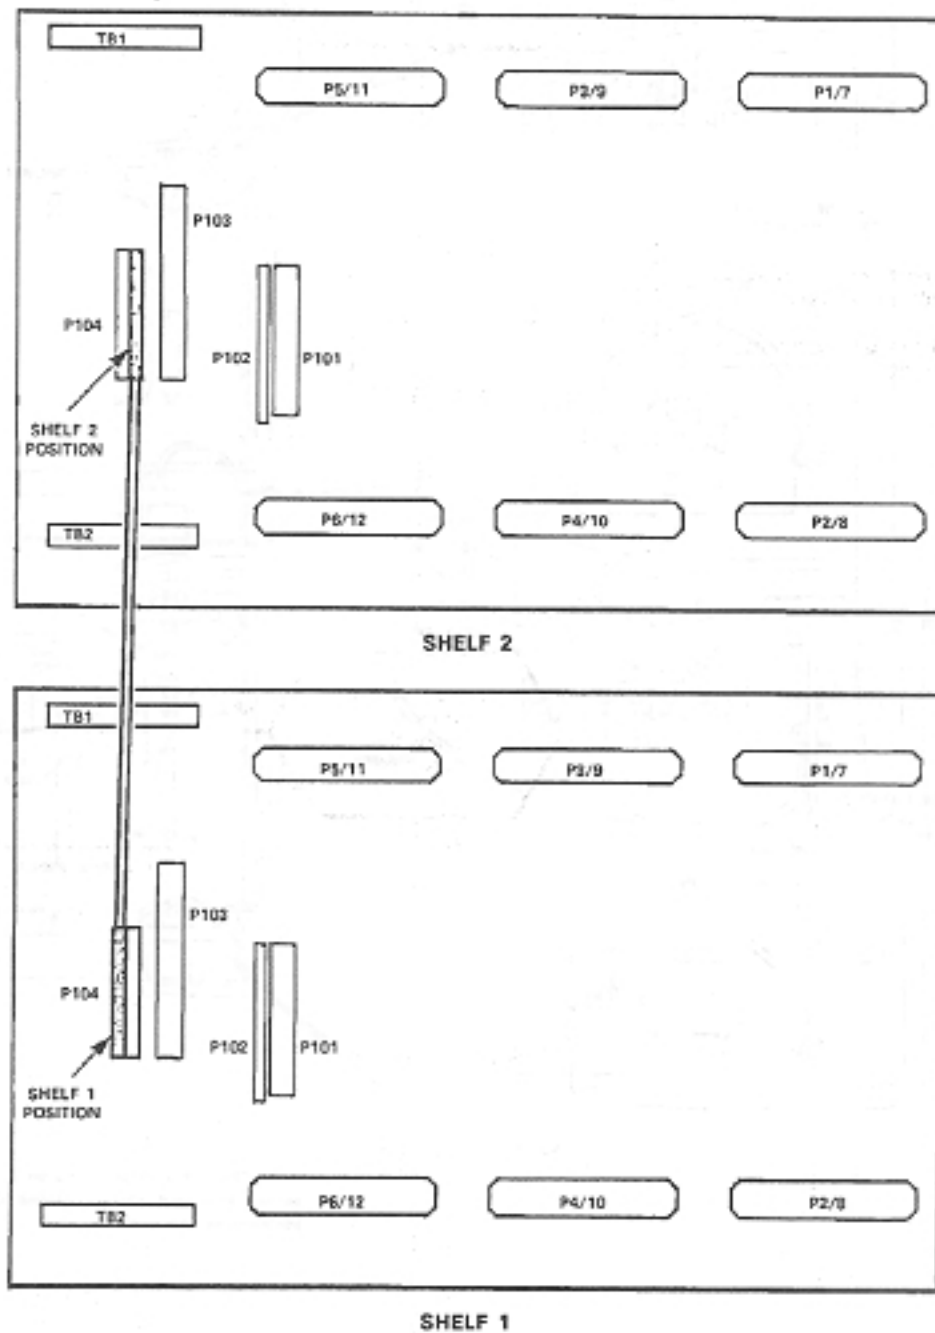 TB1
P5/11
P3/9
P1/7
P103
P104
P102
P101
SHELF 2
POSITION
TB2
P6/12
P4/10
P2/8
SHELF 2
TB1
P5/11
P3/9
P1/7
P103
P104
P102
P101
SHELF 1
POSITION
TB2
P6/12
P4/10
P2/8
SHELF 1